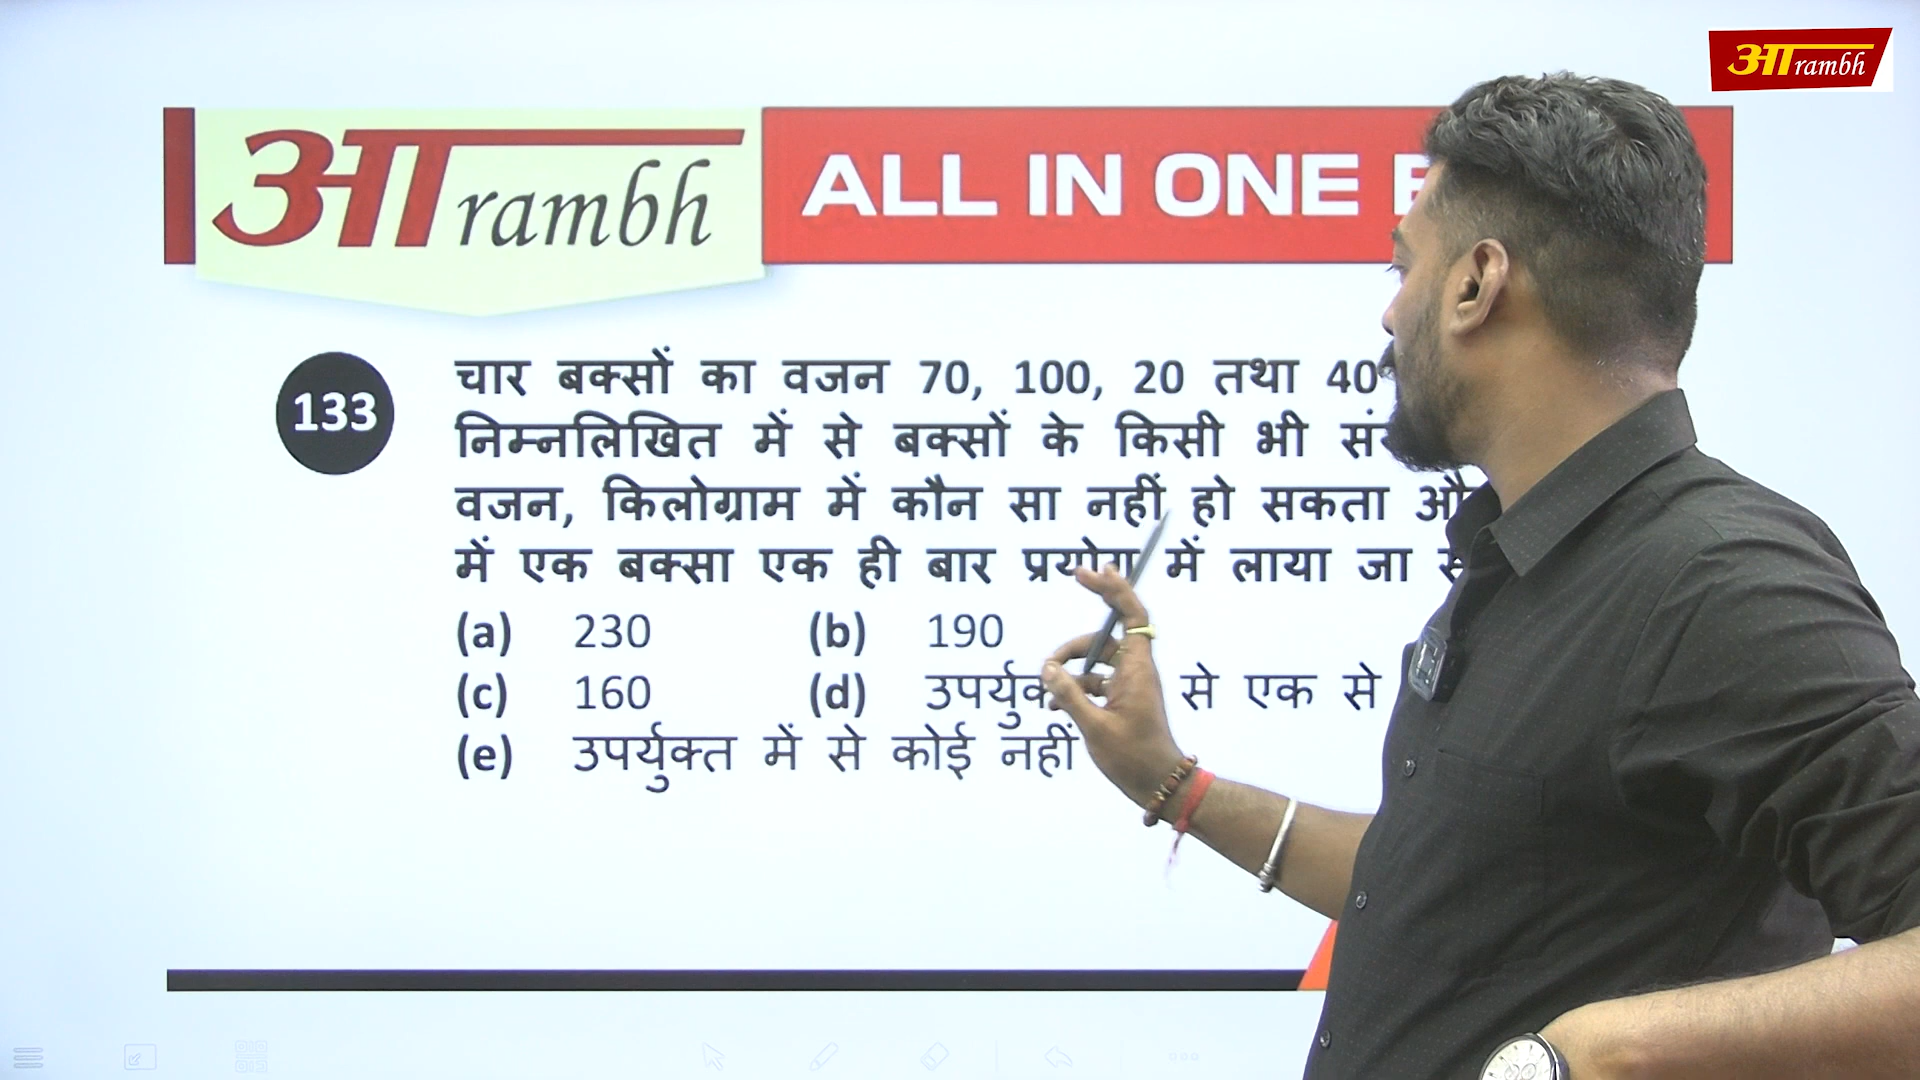 आrambh
आrambh ALL IN ONE
133 चार बक्सों का वजन 70, 100, 20 तथा 40
निम्नलिखित में से बक्सों के किसी भी
वजन, किलोग्राम में कौन सा नहीं हो सकता
में एक बक्सा एक ही बार प्रयोग में लाया जा
(a) 230 (b) 190
(c) 160 (d) से एक से
(e) उपर्युक्त में से कोई नहीं